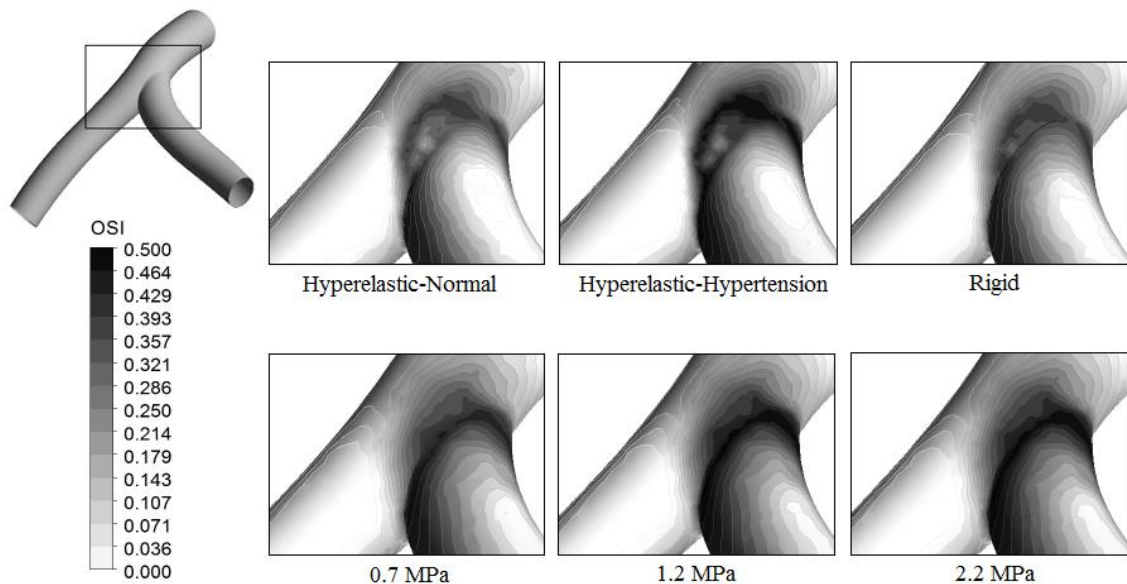 OSI
0.500
0.464
0.429
0.393
0.357
0.321
0.286
0.250
0.214
0.179
0.143
0.107
0.071
0.036
0.000
Hyperelastic-Normal
Hyperelastic-Hypertension
Rigid
0.7 MPa
1.2 MPa
2.2 MPa